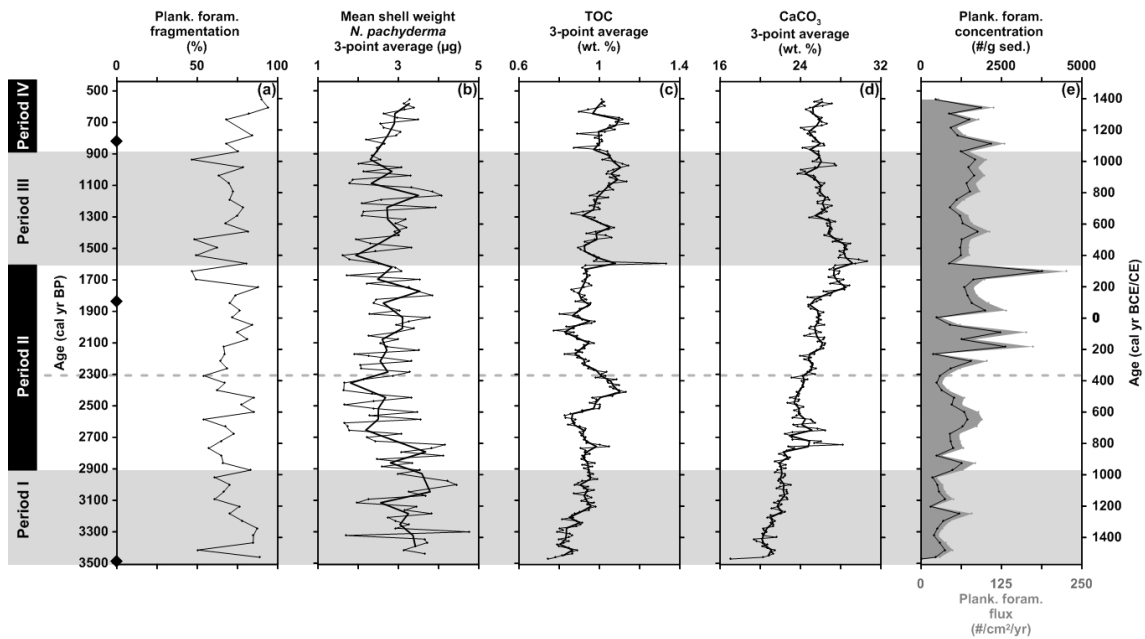 Plank. foram.
fragmentation
(%)
0 50 100
Mean shell weight
N. pachyderma
3-point average (µg)
1 3 5
TOC
3-point average
(wt. %)
0.6 1 1.4
CaCO₃
3-point average
(wt. %)
16 24 32
Plank. foram.
concentration
(#/g sed.)
0 2500 5000
(a)
(b)
(c)
(d)
(e)
Period IV
Period III
Period II
Period I
Age (cal yr BP)
500
700
900
1100
1300
1500
1700
1900
2100
2300
2500
2700
2900
3100
3300
3500
1400
1200
1000
800
600
400
200
0
200
400
600
800
1000
1200
1400
Age (cal yr BCE/CE)
0 125 250
Plank. foram.
flux
(#/cm²/yr)